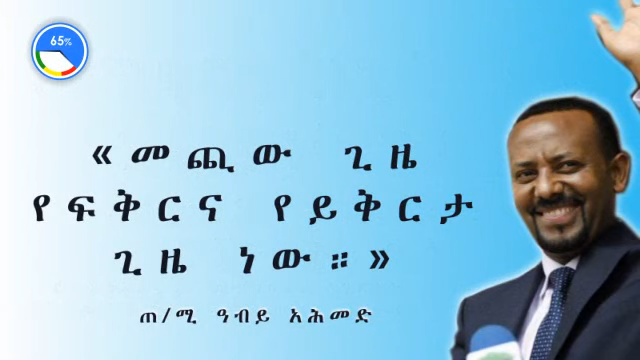 65%
«መጪው ጊዜ
የፍቅርና የይቅርታ
ጊዜ ነው።»
ጠ/ሚ ዓብይ አሕመድ